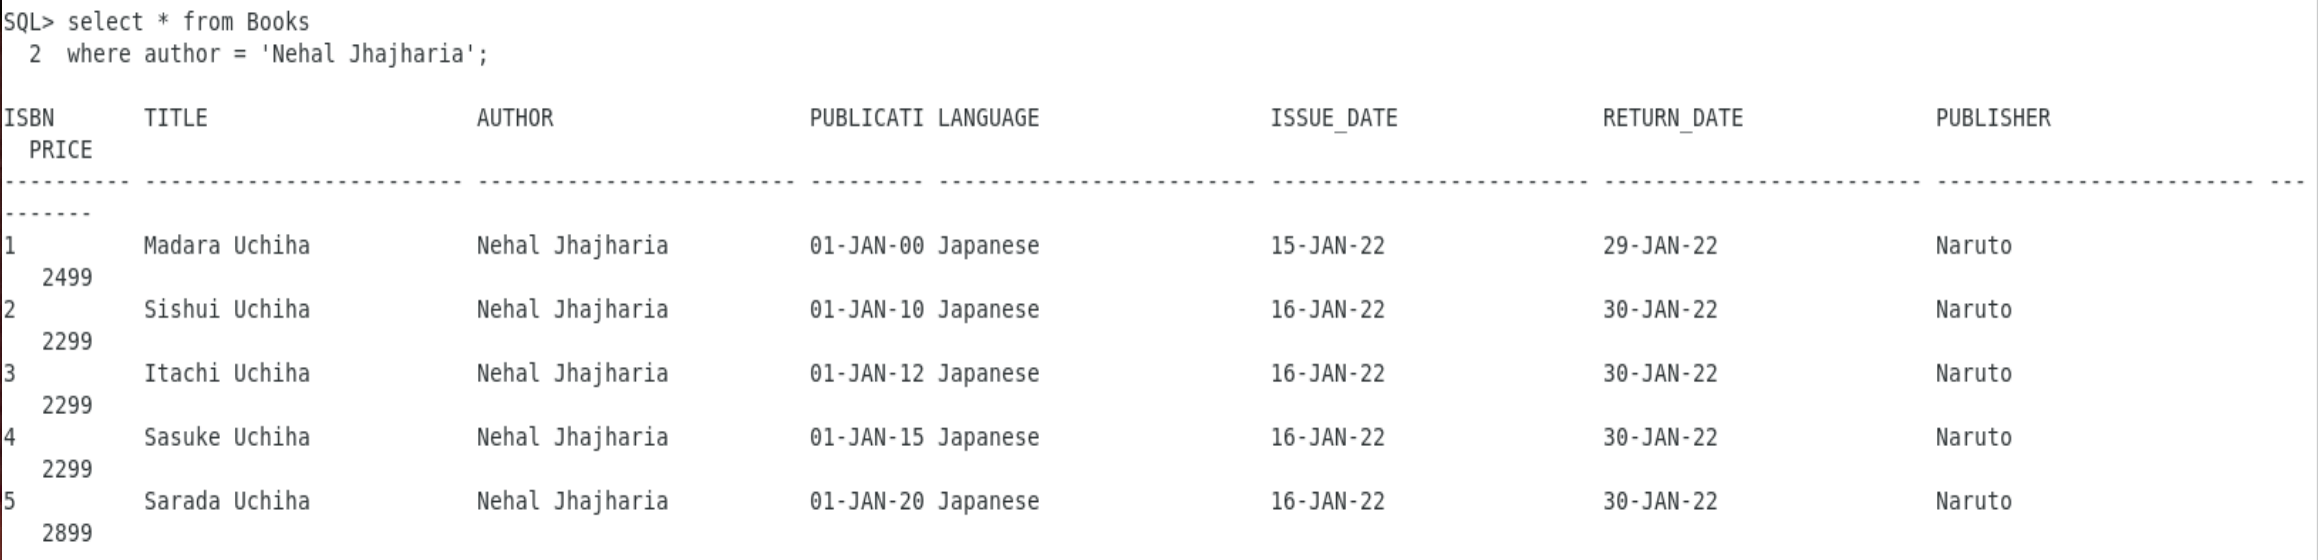 SQL> select * from Books
  2  where author = 'Nehal Jhajharia';

ISBN       TITLE                     AUTHOR                    PUBLICATI LANGUAGE                  ISSUE_DATE                RETURN_DATE               PUBLISHER
  PRICE
---------- ------------------------- ------------------------- --------- ------------------------- ------------------------- ------------------------- ------------------------- ---
-------
1          Madara Uchiha             Nehal Jhajharia           01-JAN-00 Japanese                  15-JAN-22                 29-JAN-22                 Naruto
   2499
2          Sishui Uchiha             Nehal Jhajharia           01-JAN-10 Japanese                  16-JAN-22                 30-JAN-22                 Naruto
   2299
3          Itachi Uchiha             Nehal Jhajharia           01-JAN-12 Japanese                  16-JAN-22                 30-JAN-22                 Naruto
   2299
4          Sasuke Uchiha             Nehal Jhajharia           01-JAN-15 Japanese                  16-JAN-22                 30-JAN-22                 Naruto
   2299
5          Sarada Uchiha             Nehal Jhajharia           01-JAN-20 Japanese                  16-JAN-22                 30-JAN-22                 Naruto
   2899